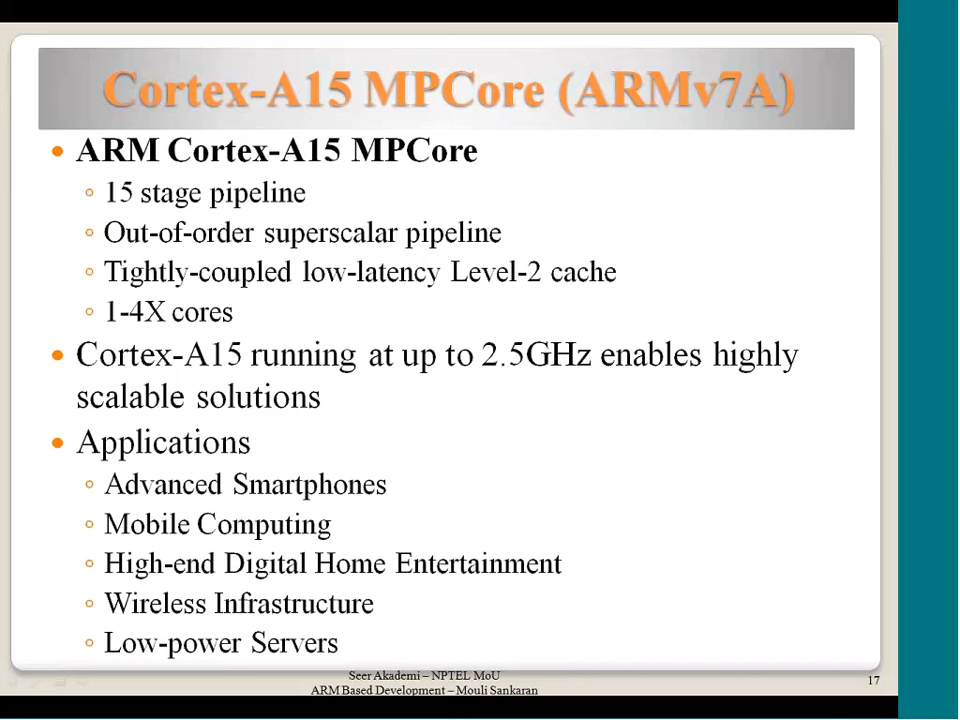 Cortex-A15 MPCore (ARMv7A)
• ARM Cortex-A15 MPCore
◦ 15 stage pipeline
◦ Out-of-order superscalar pipeline
◦ Tightly-coupled low-latency Level-2 cache
◦ 1-4X cores
• Cortex-A15 running at up to 2.5GHz enables highly
scalable solutions
• Applications
◦ Advanced Smartphones
◦ Mobile Computing
◦ High-end Digital Home Entertainment
◦ Wireless Infrastructure
◦ Low-power Servers
Seer Akademi – NPTEL MoU
ARM Based Development – Mouli Sankaran
17